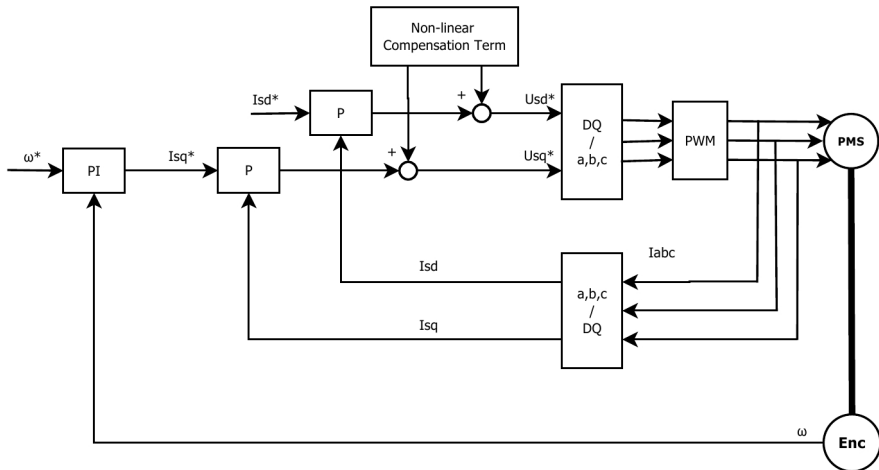 Non-linear
Compensation Term
Isd*
P
+
Usd*
DQ
/
a,b,c
PWM
PMS
ω*
PI
Isq*
P
+
Usq*
Isd
Iabc
a,b,c
/
DQ
Isq
ω
Enc